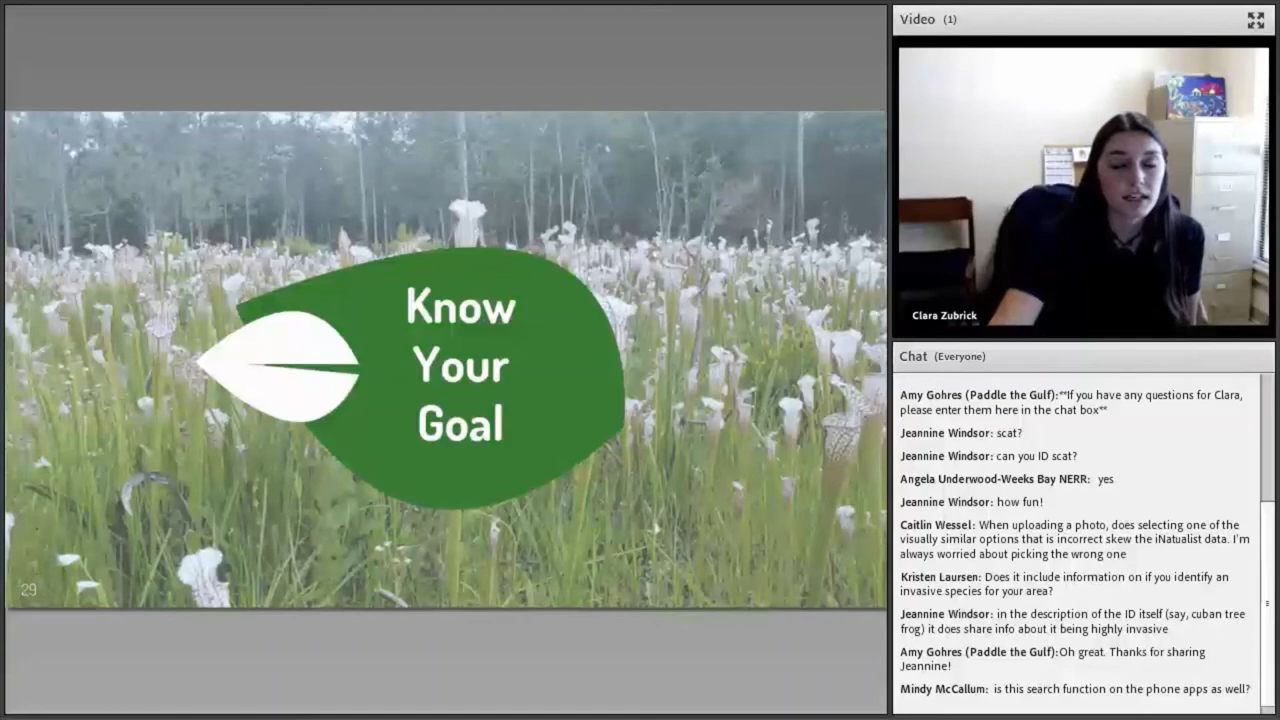 Know
Your
Goal
29
Video (1)
Clara Zubrick
Chat (Everyone)
Amy Gohres (Paddle the Gulf):**If you have any questions for Clara,
please enter them here in the chat box**
Jeannine Windsor: scat?
Jeannine Windsor: can you ID scat?
Angela Underwood-Weeks Bay NERR: yes
Jeannine Windsor: how fun!
Caitlin Wessel: When uploading a photo, does selecting one of the
visually similar options that is incorrect skew the iNatualist data. I'm
always worried about picking the wrong one
Kristen Laursen: Does it include information on if you identify an
invasive species for your area?
Jeannine Windsor: in the description of the ID itself (say, cuban tree
frog) it does share info about it being highly invasive
Amy Gohres (Paddle the Gulf):Oh great. Thanks for sharing
Jeannine!
Mindy McCallum: is this search function on the phone apps as well?